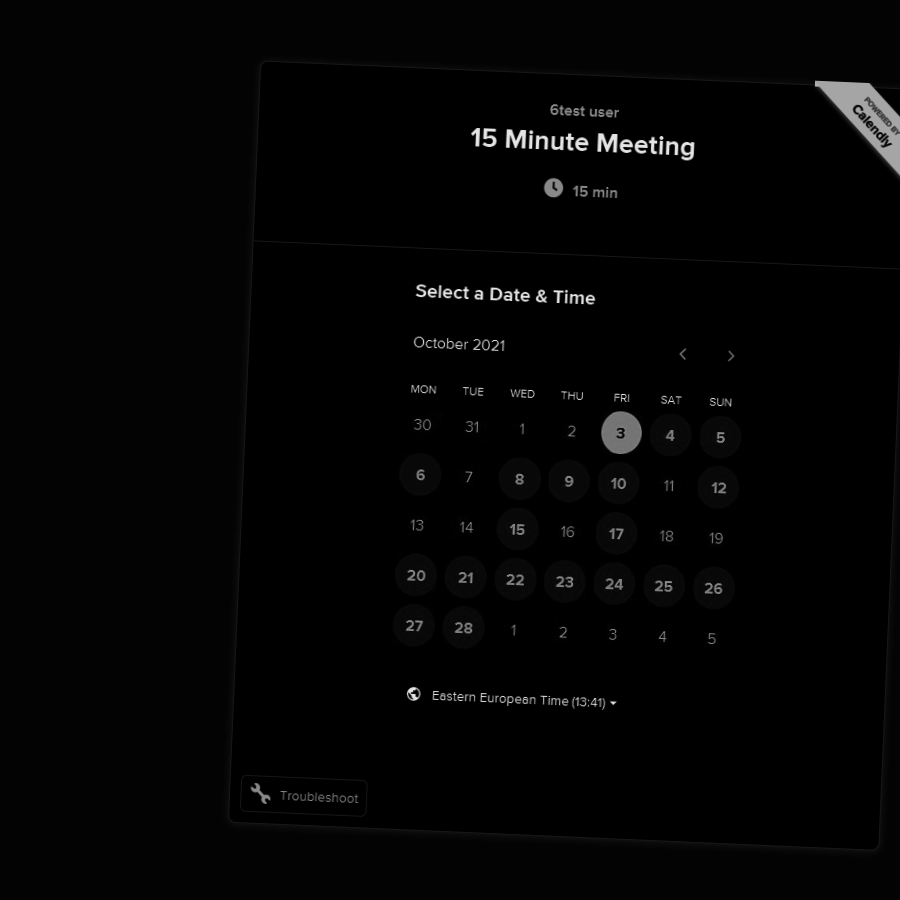 6test user
15 Minute Meeting
15 min
POWERED BY
Calendly
Select a Date & Time
October 2021
MON TUE WED THU FRI SAT SUN
30 31 1 2 3 4 5
6 7 8 9 10 11 12
13 14 15 16 17 18 19
20 21 22 23 24 25 26
27 28 1 2 3 4 5
Eastern European Time (13:41)
Troubleshoot